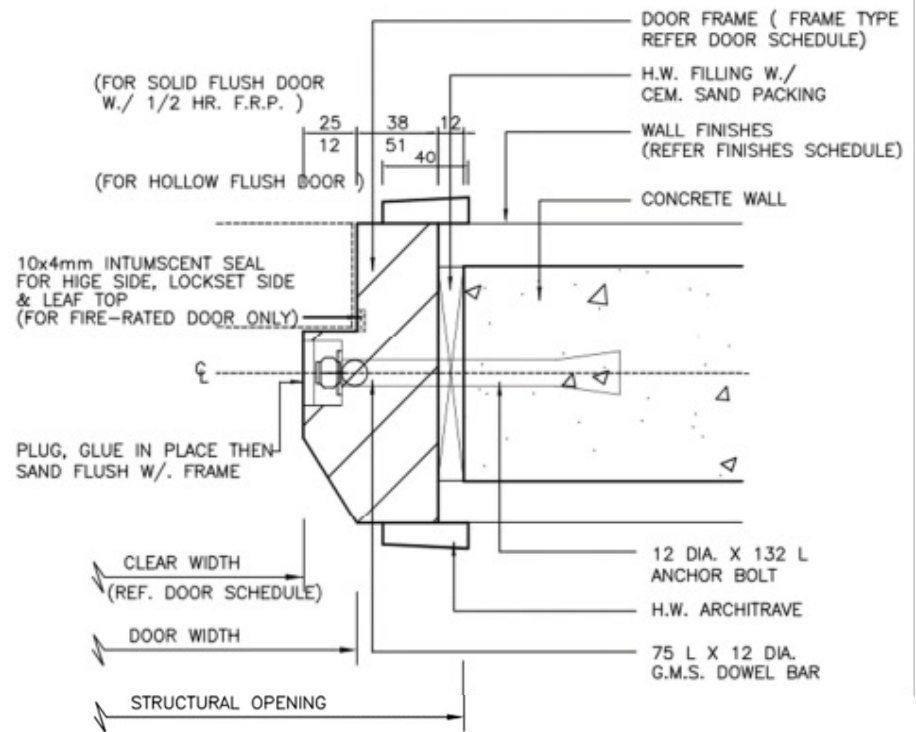 DOOR FRAME ( FRAME TYPE
REFER DOOR SCHEDULE)
(FOR SOLID FLUSH DOOR
W./ 1/2 HR. F.R.P. )
H.W. FILLING W./
CEM. SAND PACKING
25 38 12
12 51
40
WALL FINISHES
(REFER FINISHES SCHEDULE)
(FOR HOLLOW FLUSH DOOR )
CONCRETE WALL
10x4mm INTUMSCENT SEAL
FOR HIGE SIDE, LOCKSET SIDE
& LEAF TOP
(FOR FIRE-RATED DOOR ONLY)
CL
PLUG, GLUE IN PLACE THEN
SAND FLUSH W/. FRAME
12 DIA. X 132 L
ANCHOR BOLT
CLEAR WIDTH
(REF. DOOR SCHEDULE)
H.W. ARCHITRAVE
DOOR WIDTH
75 L X 12 DIA.
G.M.S. DOWEL BAR
STRUCTURAL OPENING